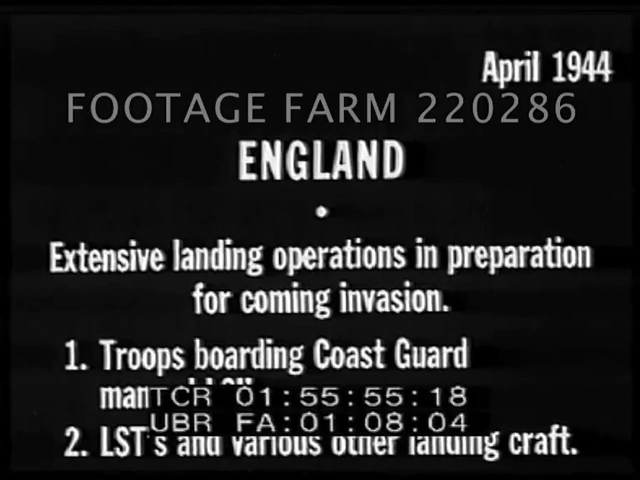 April 1944
FOOTAGE FARM 220286
ENGLAND
Extensive landing operations in preparation
for coming invasion.
1. Troops boarding Coast Guard
TCR 01:55:55:18
UBR FA:01:08:04
2. LST's and various other landing craft.